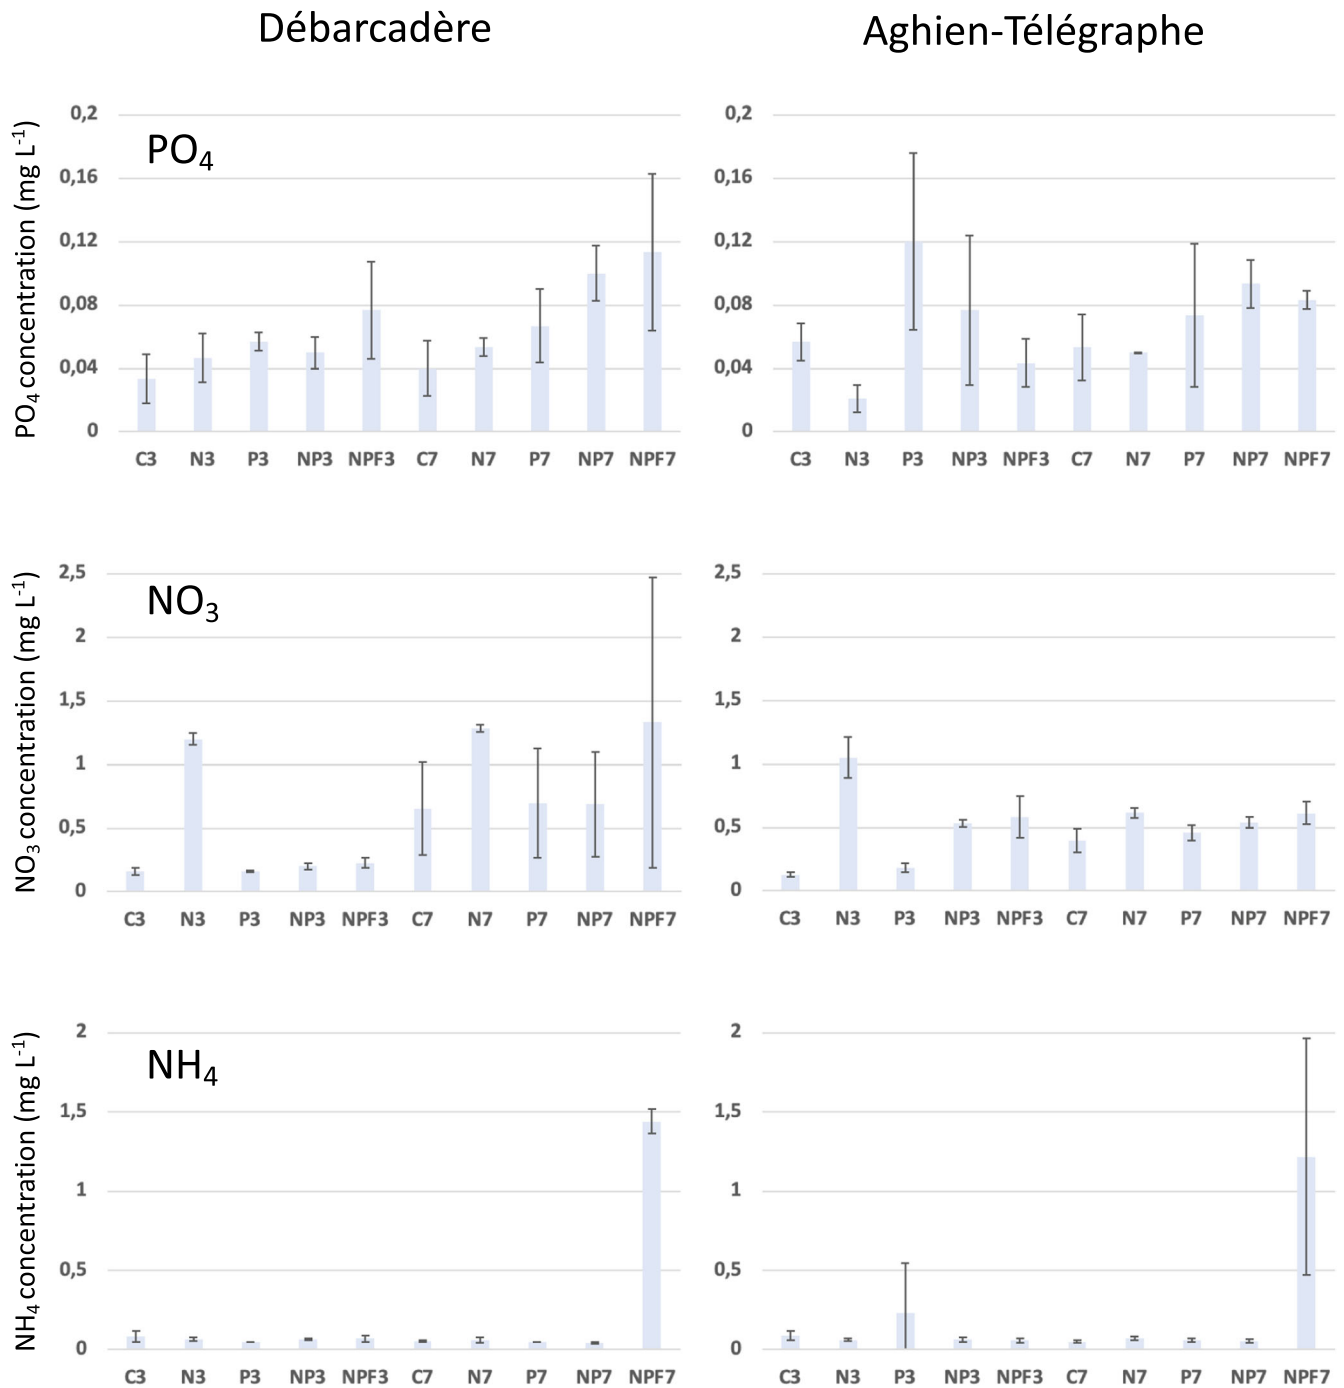 Débarcadère Aghien-Télégraphe
PO4 concentration (mg L-1)
PO4
0,2
0,16
0,12
0,08
0,04
0
C3 N3 P3 NP3 NPF3 C7 N7 P7 NP7 NPF7
0,2
0,16
0,12
0,08
0,04
0
C3 N3 P3 NP3 NPF3 C7 N7 P7 NP7 NPF7
NO3 concentration (mg L-1)
NO3
2,5
2
1,5
1
0,5
0
C3 N3 P3 NP3 NPF3 C7 N7 P7 NP7 NPF7
2,5
2
1,5
1
0,5
0
C3 N3 P3 NP3 NPF3 C7 N7 P7 NP7 NPF7
NH4 concentration (mg L-1)
NH4
2
1,5
1
0,5
0
C3 N3 P3 NP3 NPF3 C7 N7 P7 NP7 NPF7
2
1,5
1
0,5
0
C3 N3 P3 NP3 NPF3 C7 N7 P7 NP7 NPF7